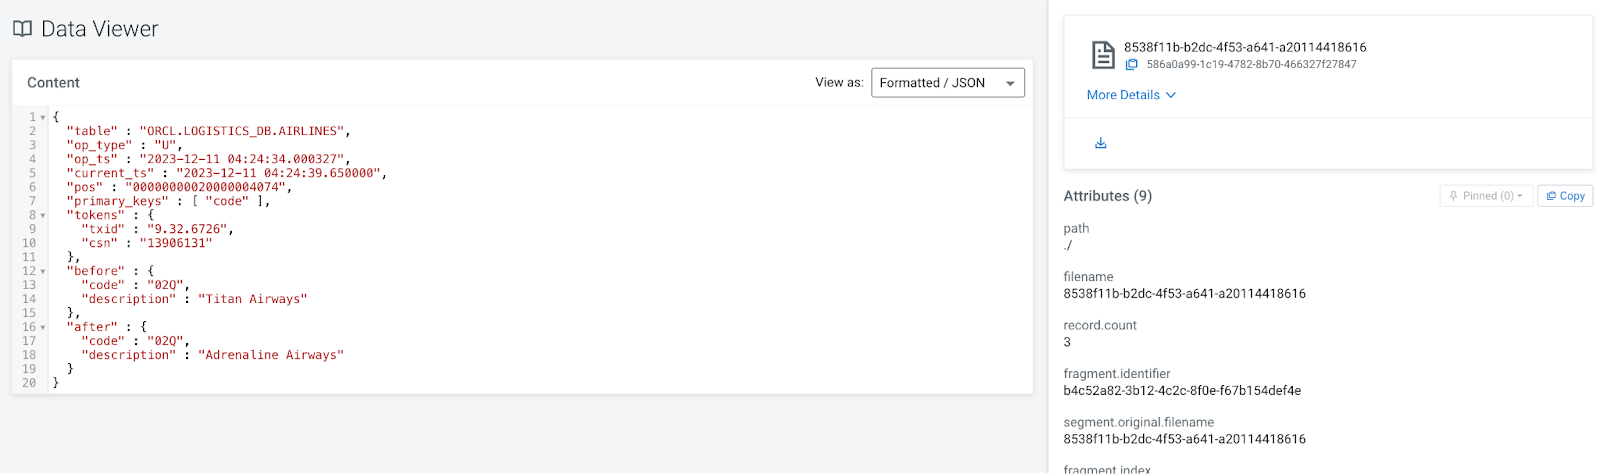 Data Viewer
Content
View as:
Formatted / JSON
1 {
2 "table" : "ORCL.LOGISTICS_DB.AIRLINES",
3 "op_type" : "U",
4 "op_ts" : "2023-12-11 04:24:34.000327",
5 "current_ts" : "2023-12-11 04:24:39.650000",
6 "pos" : "00000000020000004074",
7 "primary_keys" : [ "code" ],
8 "tokens" : {
9 "txid" : "9.32.6726",
10 "csn" : "13906131"
11 },
12 "before" : {
13 "code" : "02Q",
14 "description" : "Titan Airways"
15 },
16 "after" : {
17 "code" : "02Q",
18 "description" : "Adrenaline Airways"
19 }
20 }
8538f11b-b2dc-4f53-a641-a20114418616
586a0a99-1c19-4782-8b70-466327f27847
More Details
Attributes (9)
Pinned (0)
Copy
path
./
filename
8538f11b-b2dc-4f53-a641-a20114418616
record.count
3
fragment.identifier
b4c52a82-3b12-4c2c-8f0e-f67b154def4e
segment.original.filename
8538f11b-b2dc-4f53-a641-a20114418616
fragment.index